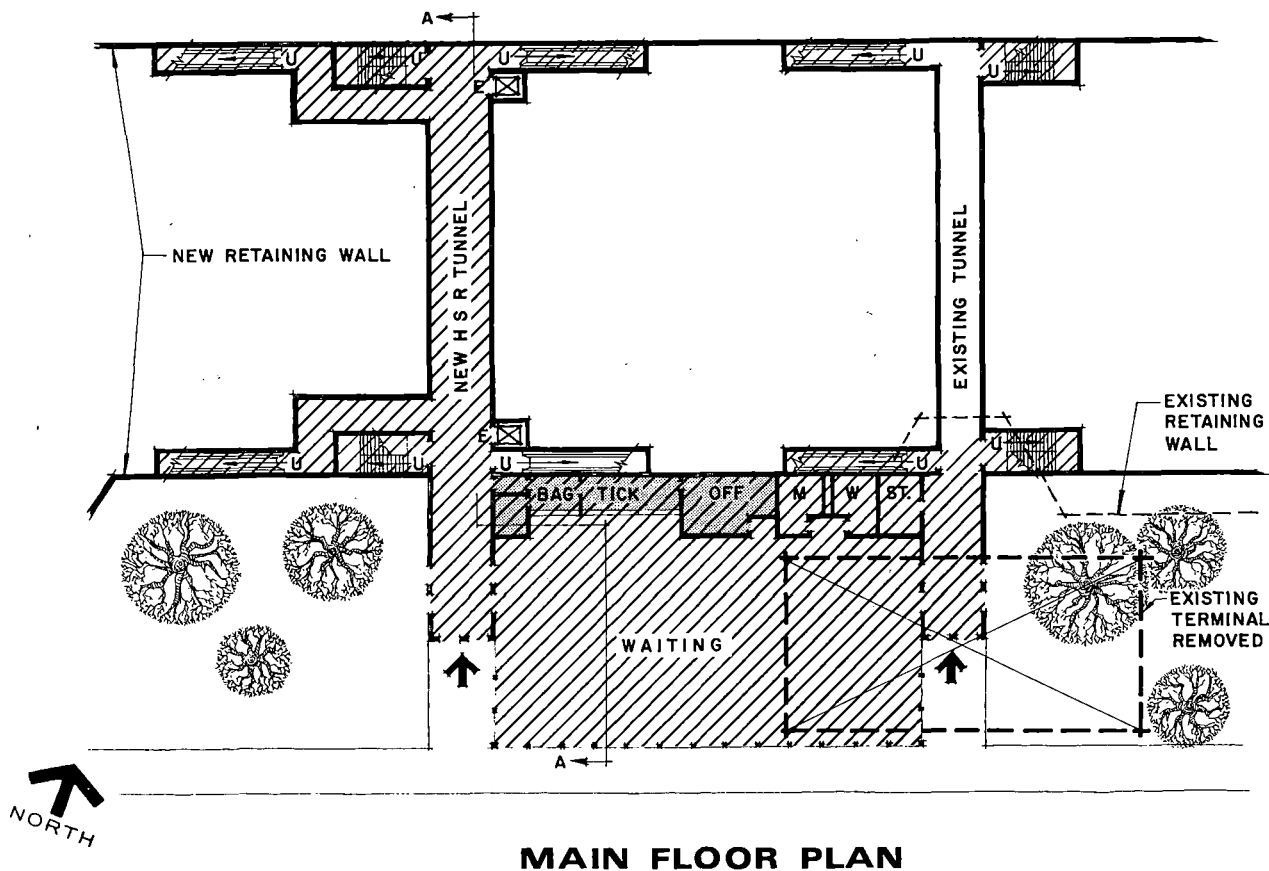 A
U
U
U
U
U
E
NEW RETAINING WALL
NEW HSR TUNNEL
EXISTING TUNNEL
EXISTING
RETAINING
WALL
E
U
U
U
U
U
BAG
TICK
OFF
M
W
ST.
EXISTING
TERMINAL
REMOVED
WAITING
A
NORTH
MAIN FLOOR PLAN